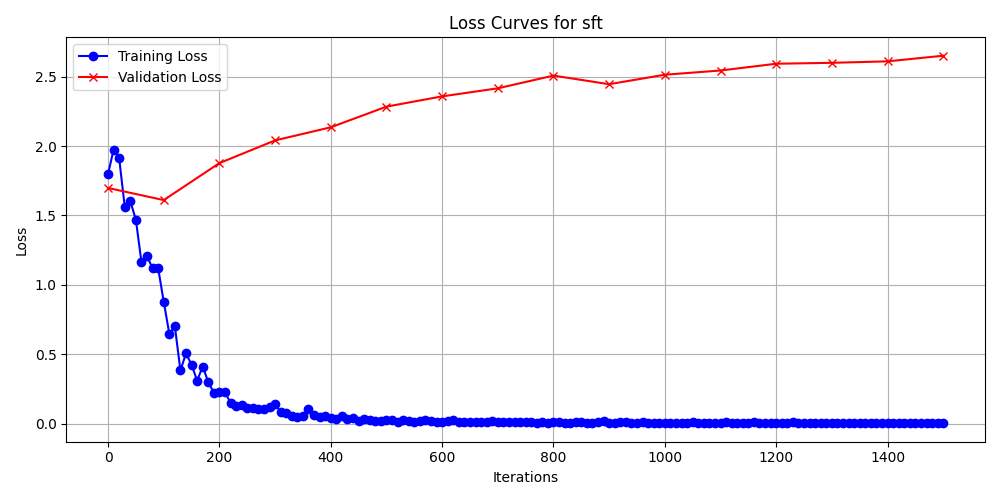 Loss Curves for sft
Training Loss
Validation Loss
2.5
2.0
1.5
1.0
0.5
0.0
Loss
0 200 400 600 800 1000 1200 1400
Iterations